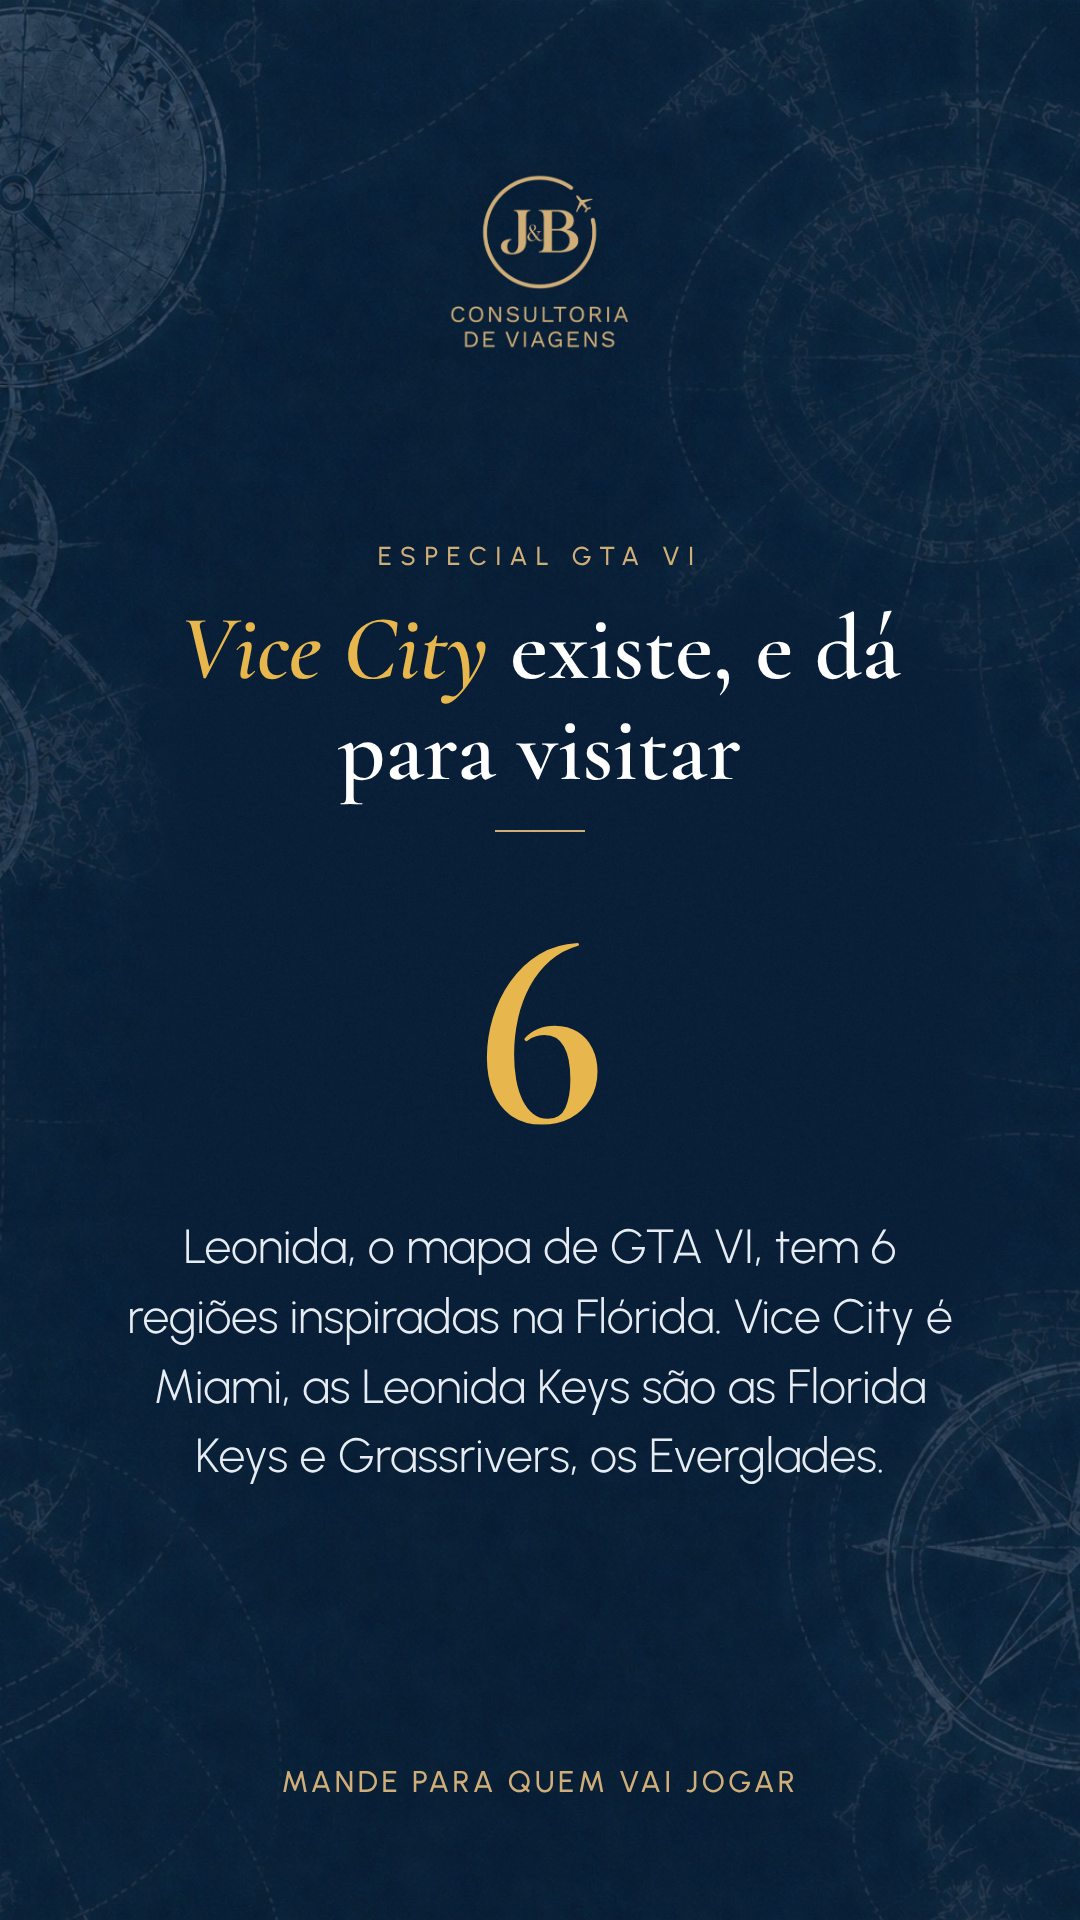 J&B
CONSULTORIA
DE VIAGENS
ESPECIAL GTA VI
Vice City existe, e dá
para visitar
6
Leonida, o mapa de GTA VI, tem 6
regiões inspiradas na Flórida. Vice City é
Miami, as Leonida Keys são as Florida
Keys e Grassrivers, os Everglades.
MANDE PARA QUEM VAI JOGAR